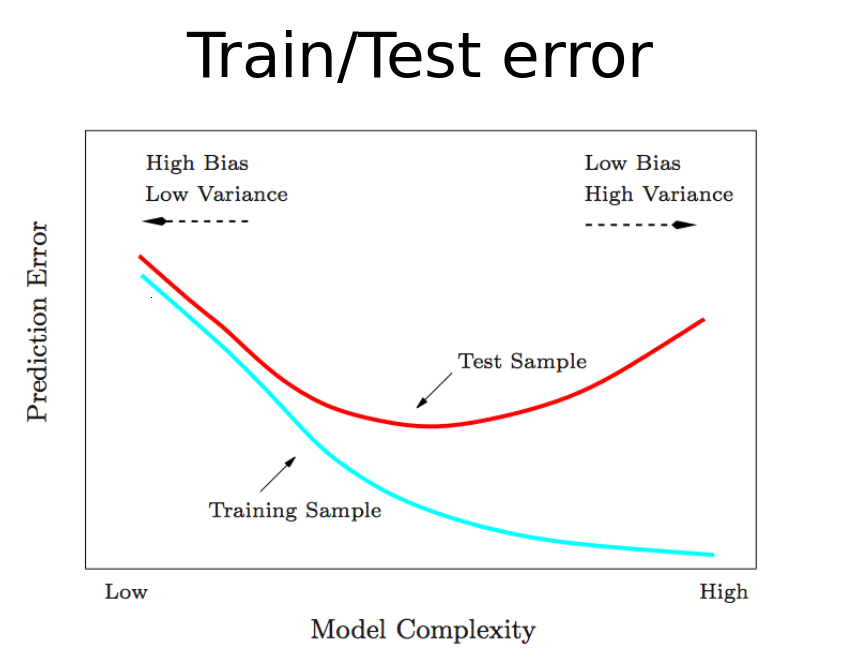 Train/Test error
High Bias
Low Variance
Low Bias
High Variance
Prediction Error
Test Sample
Training Sample
Low
High
Model Complexity